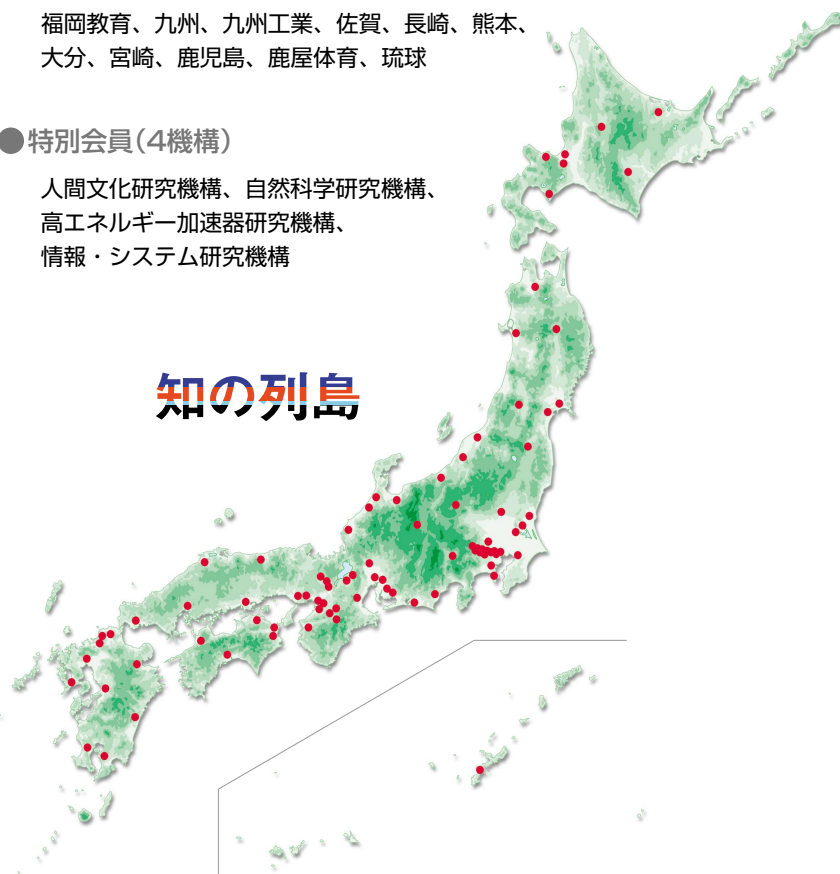 福岡教育、九州、九州工業、佐賀、長崎、熊本、
大分、宮崎、鹿児島、鹿屋体育、琉球
●特別会員（4機構）
人間文化研究機構、自然科学研究機構、
高エネルギー加速器研究機構、
情報・システム研究機構
知の列島